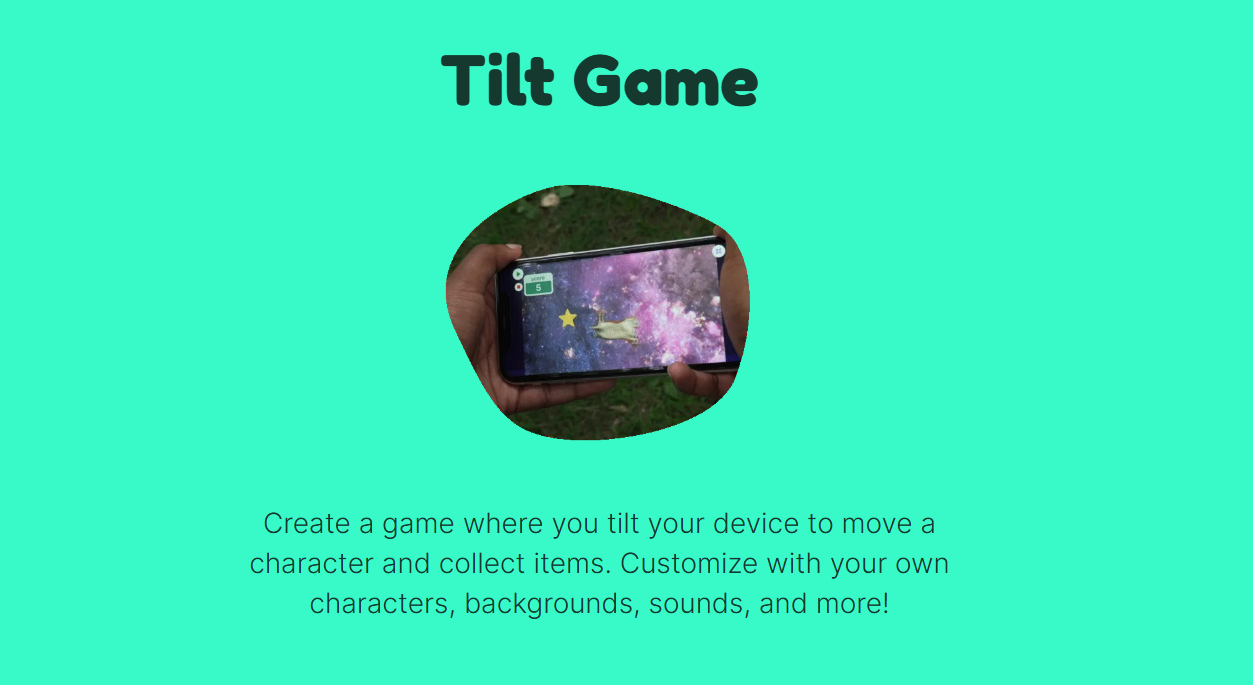 Tilt Game
score
5
Create a game where you tilt your device to move a
character and collect items. Customize with your own
characters, backgrounds, sounds, and more!